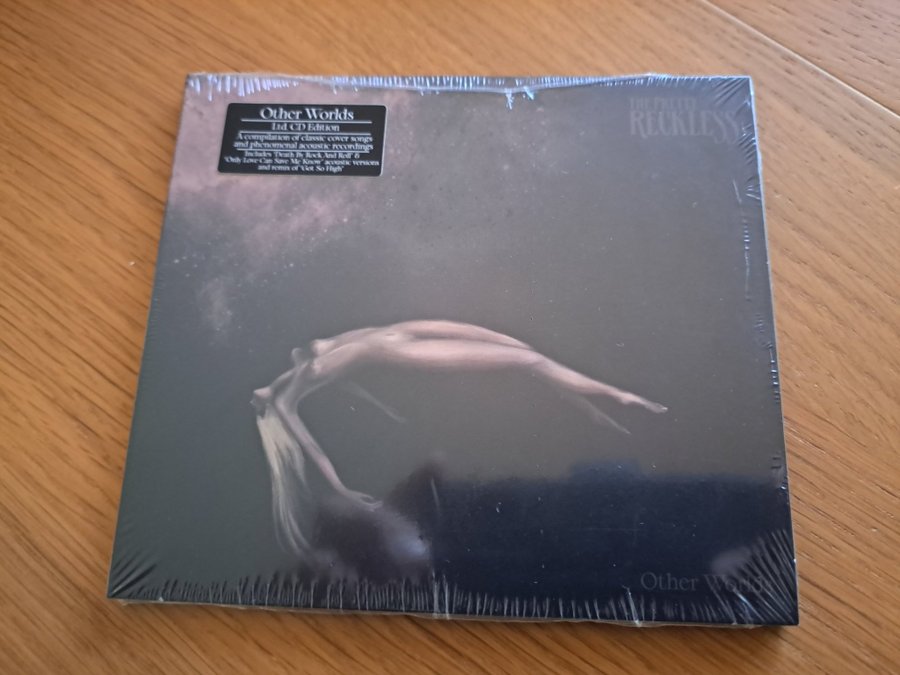 Other Worlds
Ltd. CD Edition
A compilation of classic cover songs
and phenomenal acoustic recordings
Includes "Death By Rock And Roll" &
"Only Love Can Save Me Know" acoustic versions
and remix of "Got So High"
THE PRETTY
RECKLESS
Other Worlds